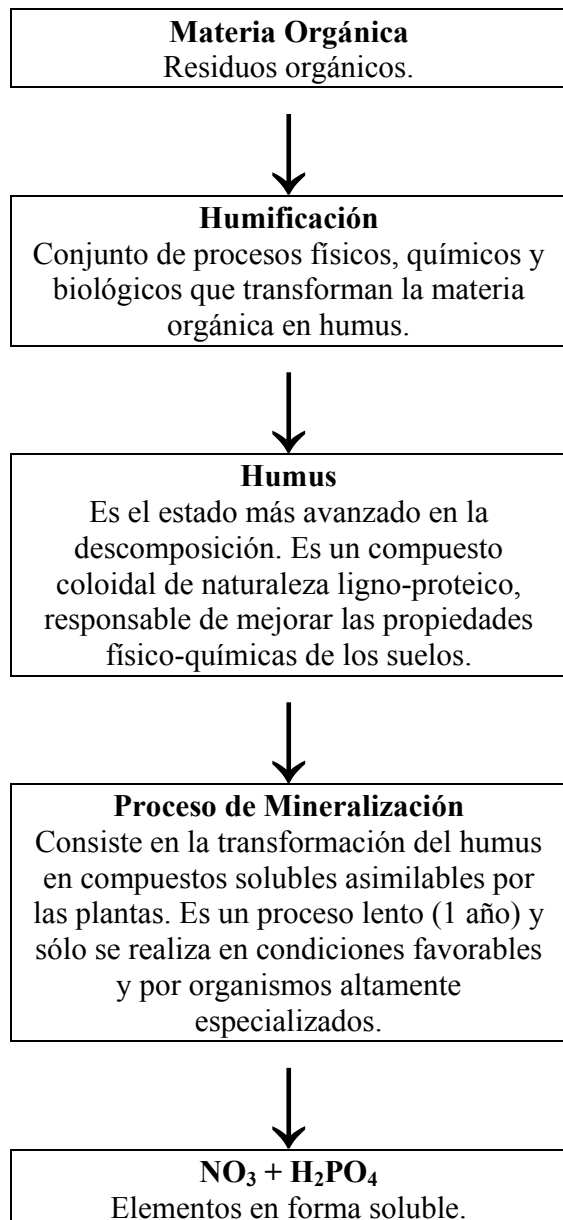 Materia Orgánica
Residuos orgánicos.
Humificación
Conjunto de procesos físicos, químicos y
biológicos que transforman la materia
orgánica en humus.
Humus
Es el estado más avanzado en la
descomposición. Es un compuesto
coloidal de naturaleza ligno-proteico,
responsable de mejorar las propiedades
físico-químicas de los suelos.
Proceso de Mineralización
Consiste en la transformación del humus
en compuestos solubles asimilables por
las plantas. Es un proceso lento (1 año) y
sólo se realiza en condiciones favorables
y por organismos altamente
especializados.
NO₃ + H₂PO₄
Elementos en forma soluble.